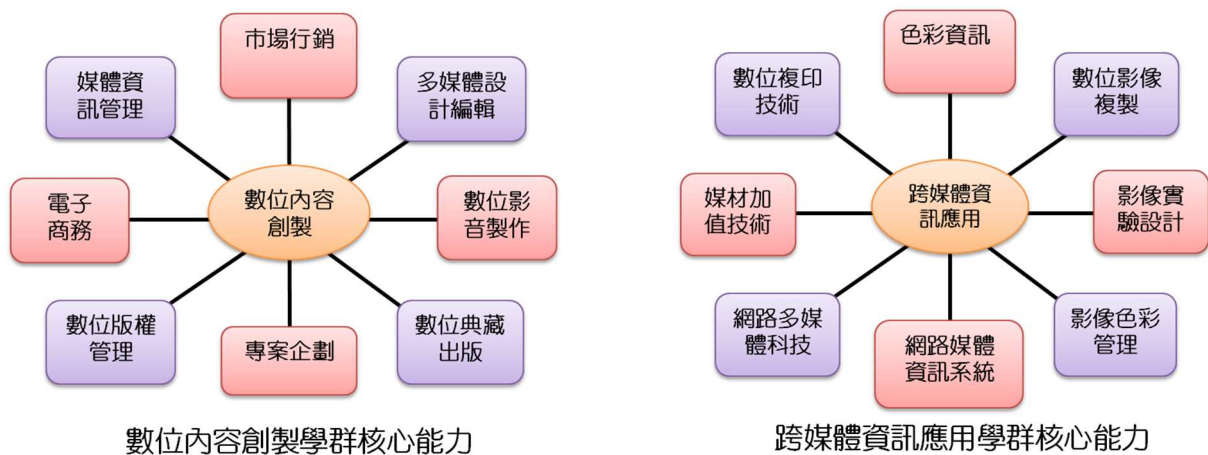 市場行銷
媒體資
訊管理
多媒體設
計編輯
電子
商務
數位內容
創製
數位影
音製作
數位版權
管理
專案企劃
數位典藏
出版
數位內容創製學群核心能力
色彩資訊
數位複印
技術
數位影像
複製
媒材加
值技術
跨媒體資
訊應用
影像實
驗設計
網路多媒
體科技
網路媒體
資訊系統
影像色彩
管理
跨媒體資訊應用學群核心能力